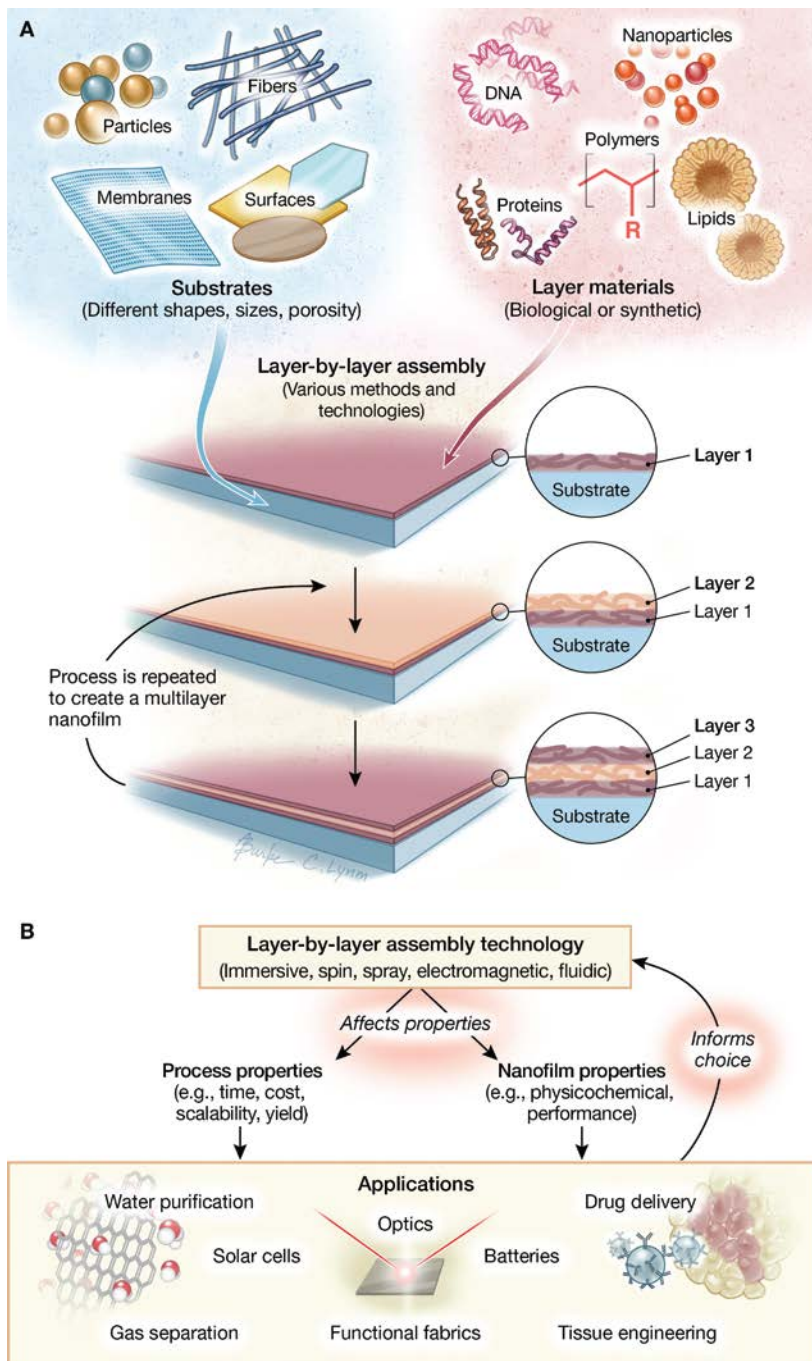 A
Particles
Fibers
Membranes
Surfaces
Substrates
(Different shapes, sizes, porosity)
DNA
Nanoparticles
Polymers
R
Proteins
Lipids
Layer materials
(Biological or synthetic)
Layer-by-layer assembly
(Various methods and
technologies)
Layer 1
Substrate
Layer 2
Layer 1
Substrate
Process is repeated
to create a multilayer
nanofilm
Layer 3
Layer 2
Layer 1
Substrate
C. Lynm
B
Layer-by-layer assembly technology
(Immersive, spin, spray, electromagnetic, fluidic)
Affects properties
Informs
choice
Process properties
(e.g., time, cost,
scalability, yield)
Nanofilm properties
(e.g., physicochemical,
performance)
Applications
Water purification
Optics
Drug delivery
Solar cells
Batteries
Gas separation
Functional fabrics
Tissue engineering